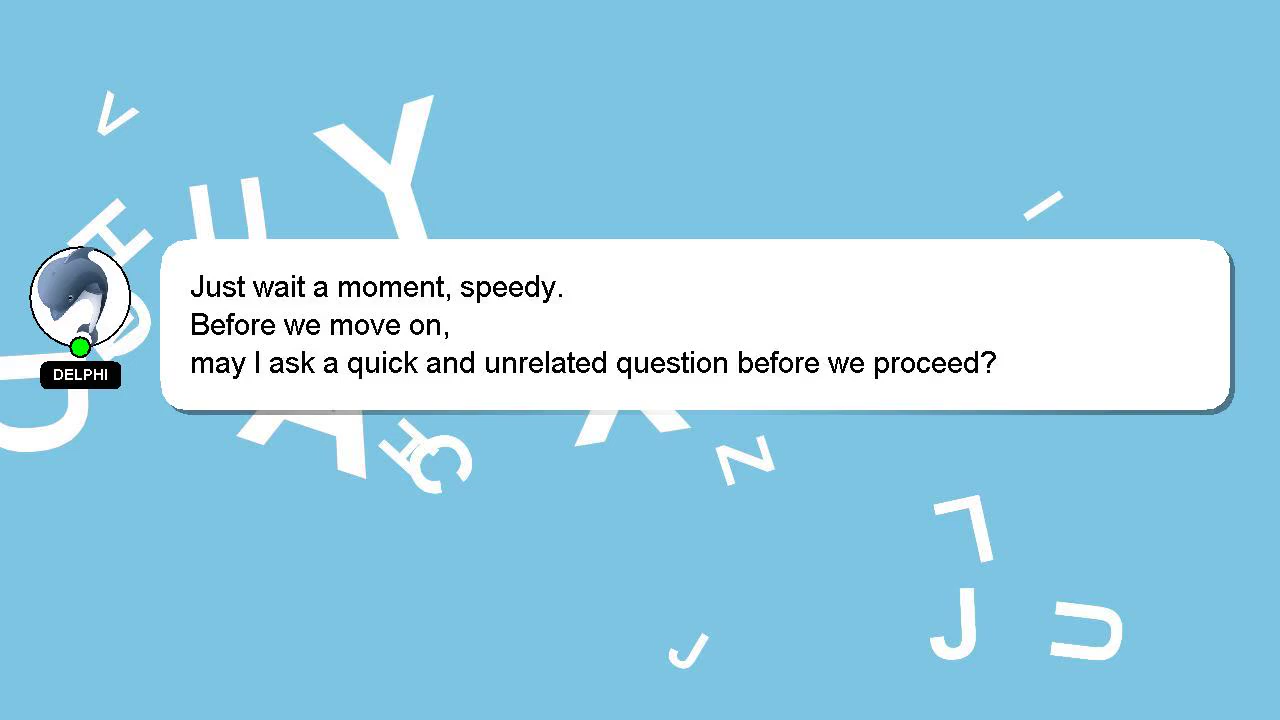 V
Y
H
U
I
Just wait a moment, speedy.
Before we move on,
may I ask a quick and unrelated question before we proceed?
DELPHI
U
A
X
H
C
N
L
J
U
J